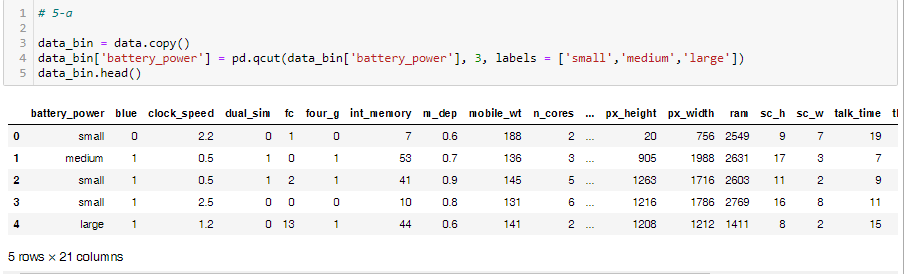 1 # 5-a
2
3 data_bin = data.copy()
4 data_bin['battery_power'] = pd.qcut(data_bin['battery_power'], 3, labels = ['small','medium','large'])
5 data_bin.head()
battery_power blue clock_speed dual_sim fc four_g int_memory m_dep mobile_wt n_cores ... px_height px_width ram sc_h sc_w talk_time
0 small 0 2.2 0 1 0 7 0.6 188 2 ... 20 756 2549 9 7 19
1 medium 1 0.5 1 0 1 53 0.7 136 3 ... 905 1988 2631 17 3 7
2 small 1 0.5 1 2 1 41 0.9 145 5 ... 1263 1716 2603 11 2 9
3 small 1 2.5 0 0 0 10 0.8 131 6 ... 1216 1786 2769 16 8 11
4 large 1 1.2 0 13 1 44 0.6 141 2 ... 1208 1212 1411 8 2 15
5 rows × 21 columns